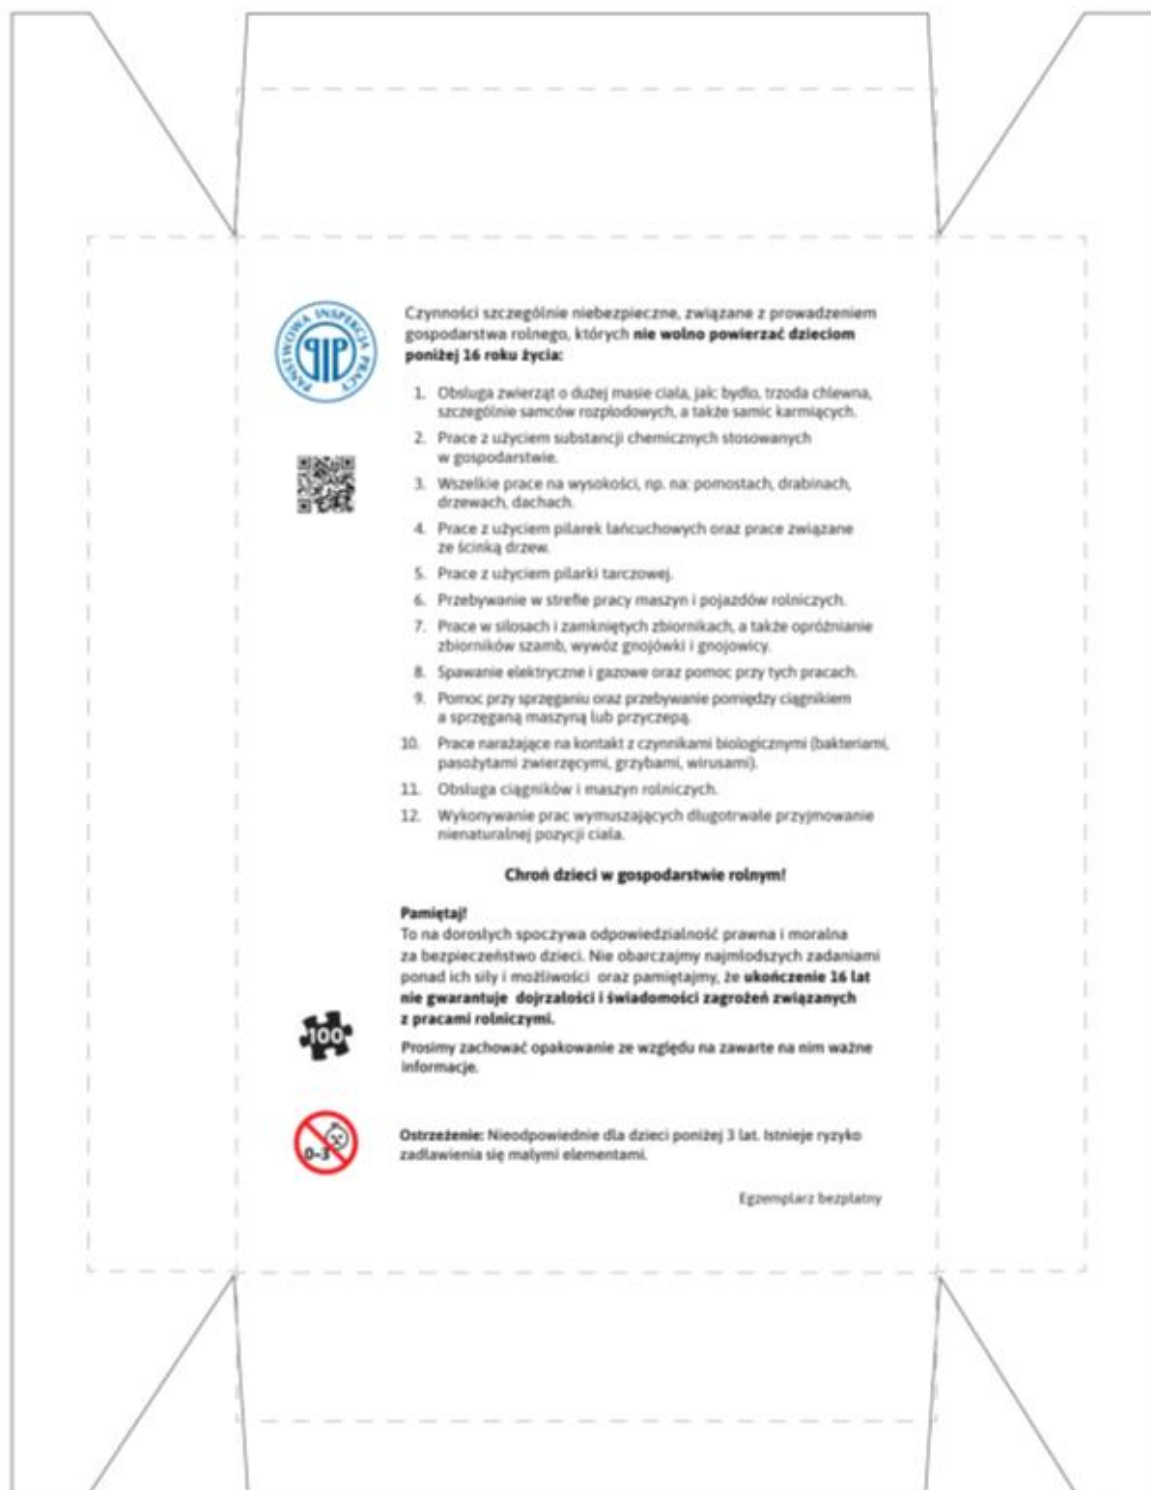 PAŃSTWOWA INSPEKCJA PRACY
PIP
Czynności szczególnie niebezpieczne, związane z prowadzeniem
gospodarstwa rolnego, których nie wolno powierzać dzieciom
poniżej 16 roku życia:
1. Obsługa zwierząt o dużej masie ciała, jak: bydło, trzoda chlewna,
szczególnie samców rozpłodowych, a także samic karmiących.
2. Prace z użyciem substancji chemicznych stosowanych
w gospodarstwie.
3. Wszelkie prace na wysokości, np. na: pomostach, drabinach,
drzewach, dachach.
4. Prace z użyciem pilarek łańcuchowych oraz prace związane
ze ścinką drzew.
5. Prace z użyciem pilarki tarczowej.
6. Przebywanie w strefie pracy maszyn i pojazdów rolniczych.
7. Prace w silosach i zamkniętych zbiornikach, a także opróżnianie
zbiorników szamb, wywóz gnojówki i gnojowicy.
8. Spawanie elektryczne i gazowe oraz pomoc przy tych pracach.
9. Pomoc przy sprzęganiu oraz przebywanie pomiędzy ciągnikiem
a sprzęganą maszyną lub przyczepą.
10. Prace narażające na kontakt z czynnikami biologicznymi (bakteriami,
pasożytami zwierzęcymi, grzybami, wirusami).
11. Obsługa ciągników i maszyn rolniczych.
12. Wykonywanie prac wymuszających długotrwałe przyjmowanie
nienaturalnej pozycji ciała.
Chroń dzieci w gospodarstwie rolnym!
Pamiętaj!
To na dorosłych spoczywa odpowiedzialność prawna i moralna
za bezpieczeństwo dzieci. Nie obarczajmy najmłodszych zadaniami
ponad ich siły i możliwości oraz pamiętajmy, że ukończenie 16 lat
nie gwarantuje dojrzałości i świadomości zagrożeń związanych
z pracami rolniczymi.
100
Prosimy zachować opakowanie ze względu na zawarte na nim ważne
informacje.
0-3
Ostrzeżenie: Nieodpowiednie dla dzieci poniżej 3 lat. Istnieje ryzyko
zadławienia się małymi elementami.
Egzemplarz bezpłatny